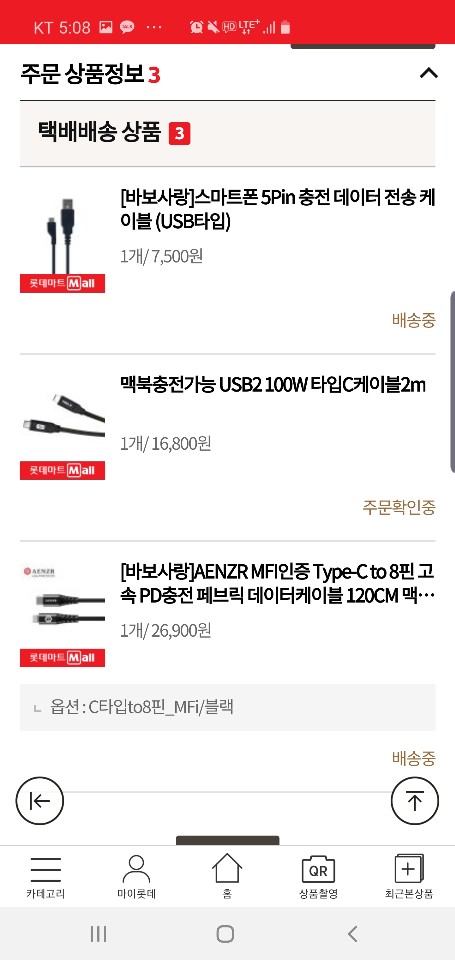 KT 5:08 TALK ... HD LTE+
주문 상품정보 3
택배배송 상품 3
[바보사랑]스마트폰 5Pin 충전 데이터 전송 케
이블 (USB타입)
1개/ 7,500원
롯데마트 Mall
배송중
맥북충전가능 USB2 100W 타입C케이블2m
1개/ 16,800원
롯데마트 Mall
주문확인중
AENZR
[바보사랑]AENZR MFI인증 Type-C to 8핀 고
속 PD충전 페브릭 데이터케이블 120CM 맥…
1개/ 26,900원
롯데마트 Mall
ㄴ 옵션 : C타입to8핀_MFi/블랙
배송중
카테고리
마이롯데
홈
QR
상품촬영
최근본상품